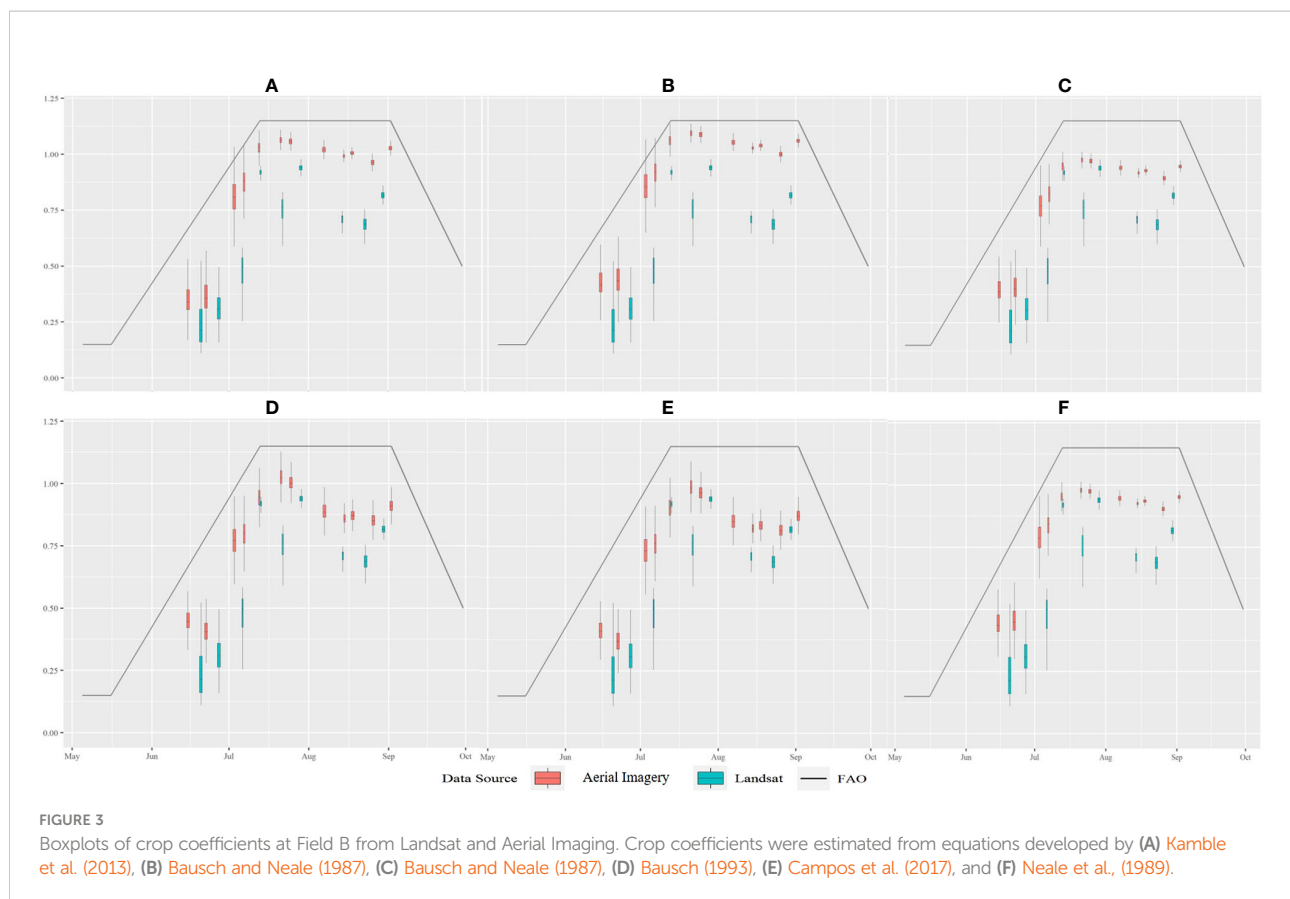 A B C
1.25
1.00
0.75
0.50
0.25
0.00
D E F
1.25
1.00
0.75
0.50
0.25
0.00
May Jun Jul Aug Sep Oct May Jun Jul Aug Sep Oct May Jun Jul Aug Sep Oct
Data Source Aerial Imagery Landsat FAO
FIGURE 3
Boxplots of crop coefficients at Field B from Landsat and Aerial Imaging. Crop coefficients were estimated from equations developed by (A) Kamble
et al. (2013), (B) Bausch and Neale (1987), (C) Bausch and Neale (1987), (D) Bausch (1993), (E) Campos et al. (2017), and (F) Neale et al., (1989).